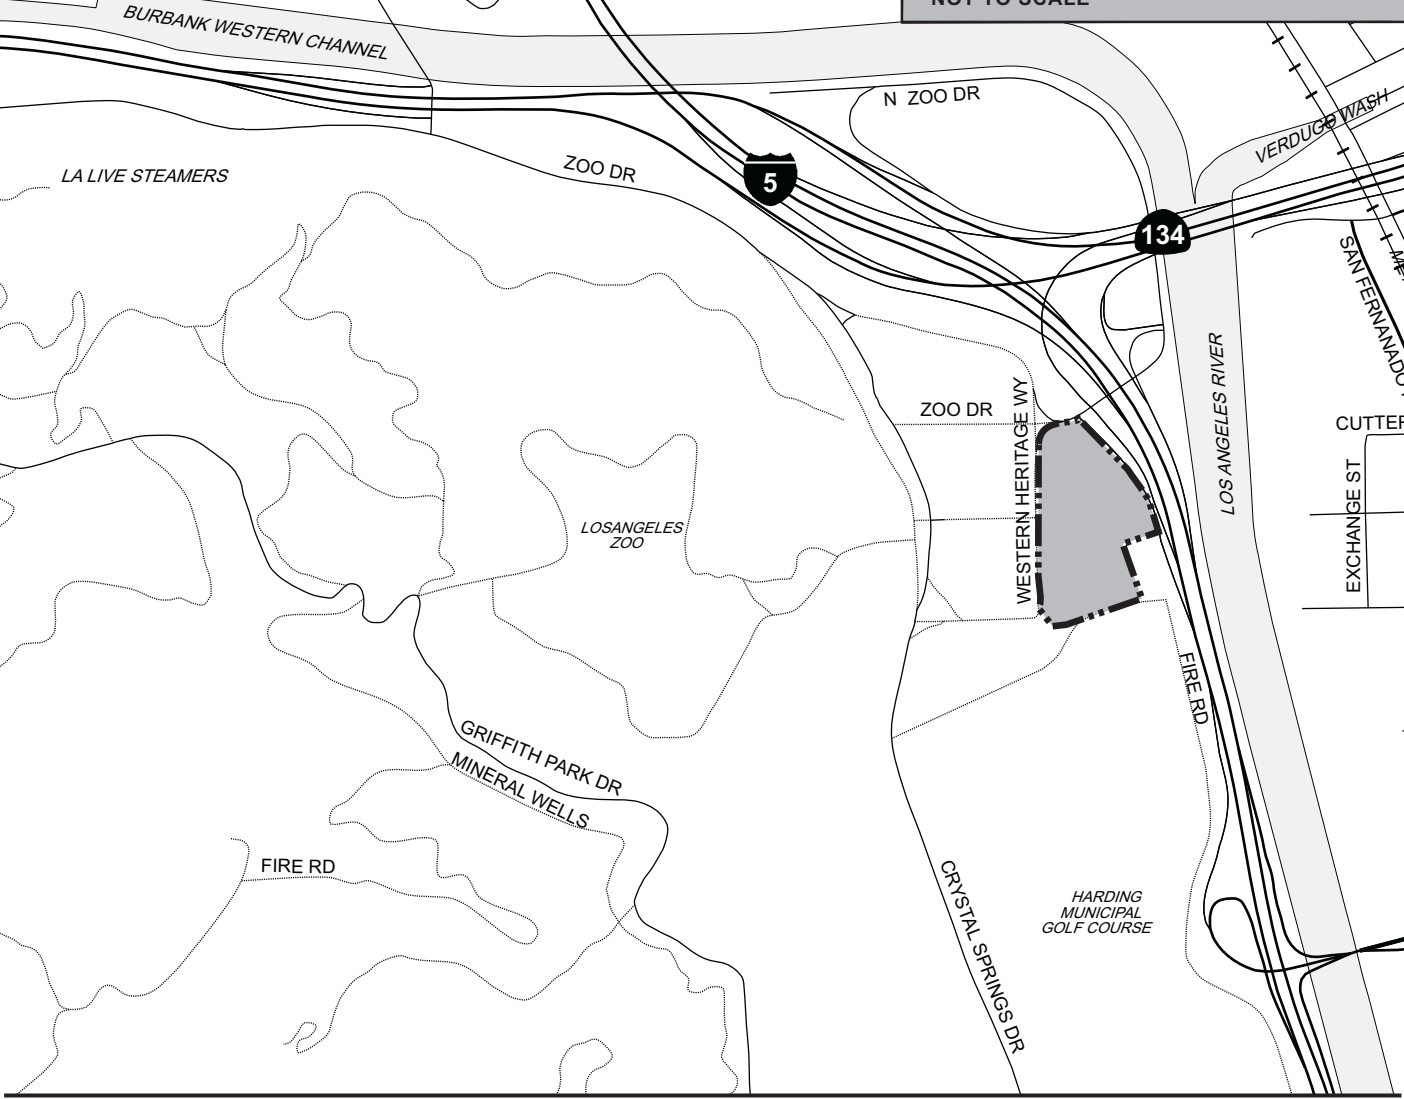 NOT TO SCALE
BURBANK WESTERN CHANNEL
N ZOO DR
VERDUGO WASH
ZOO DR
LA LIVE STEAMERS
5
134
SAN FERNANDO
LOS ANGELES RIVER
ZOO DR
WESTERN HERITAGE WY
CUTTER
EXCHANGE ST
LOSANGELES
ZOO
FIRE RD
GRIFFITH PARK DR
MINERAL WELLS
FIRE RD
CRYSTAL SPRINGS DR
HARDING
MUNICIPAL
GOLF COURSE